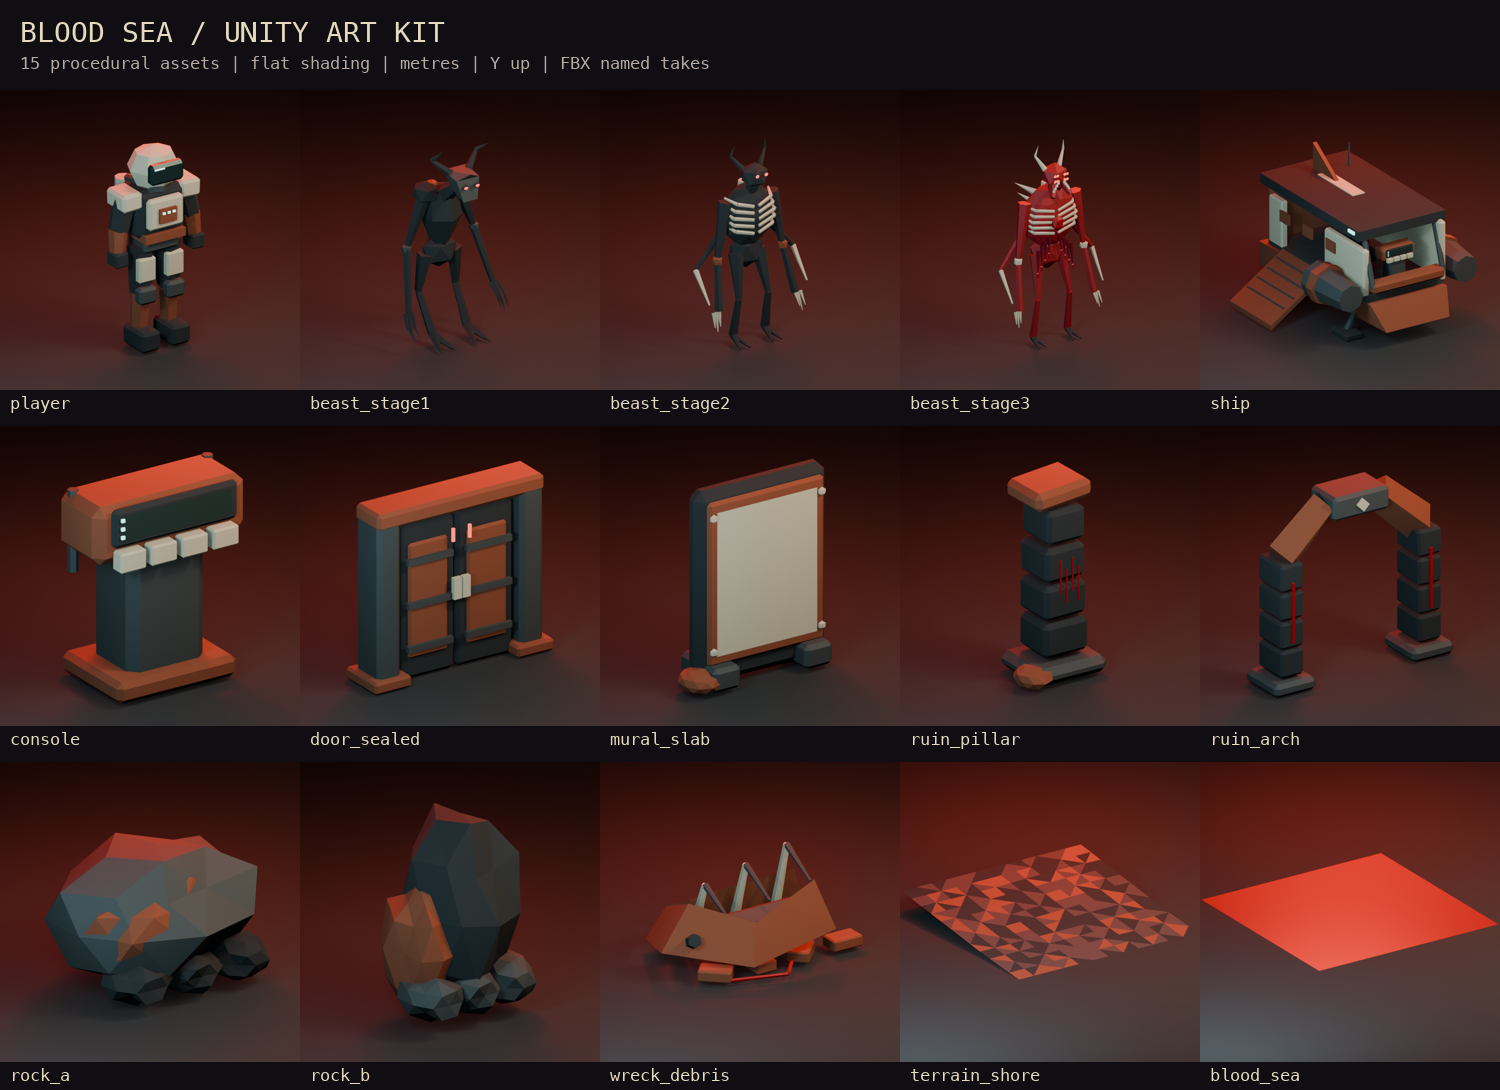 BLOOD SEA / UNITY ART KIT
15 procedural assets | flat shading | metres | Y up | FBX named takes
player
beast_stage1
beast_stage2
beast_stage3
ship
console
door_sealed
mural_slab
ruin_pillar
ruin_arch
rock_a
rock_b
wreck_debris
terrain_shore
blood_sea